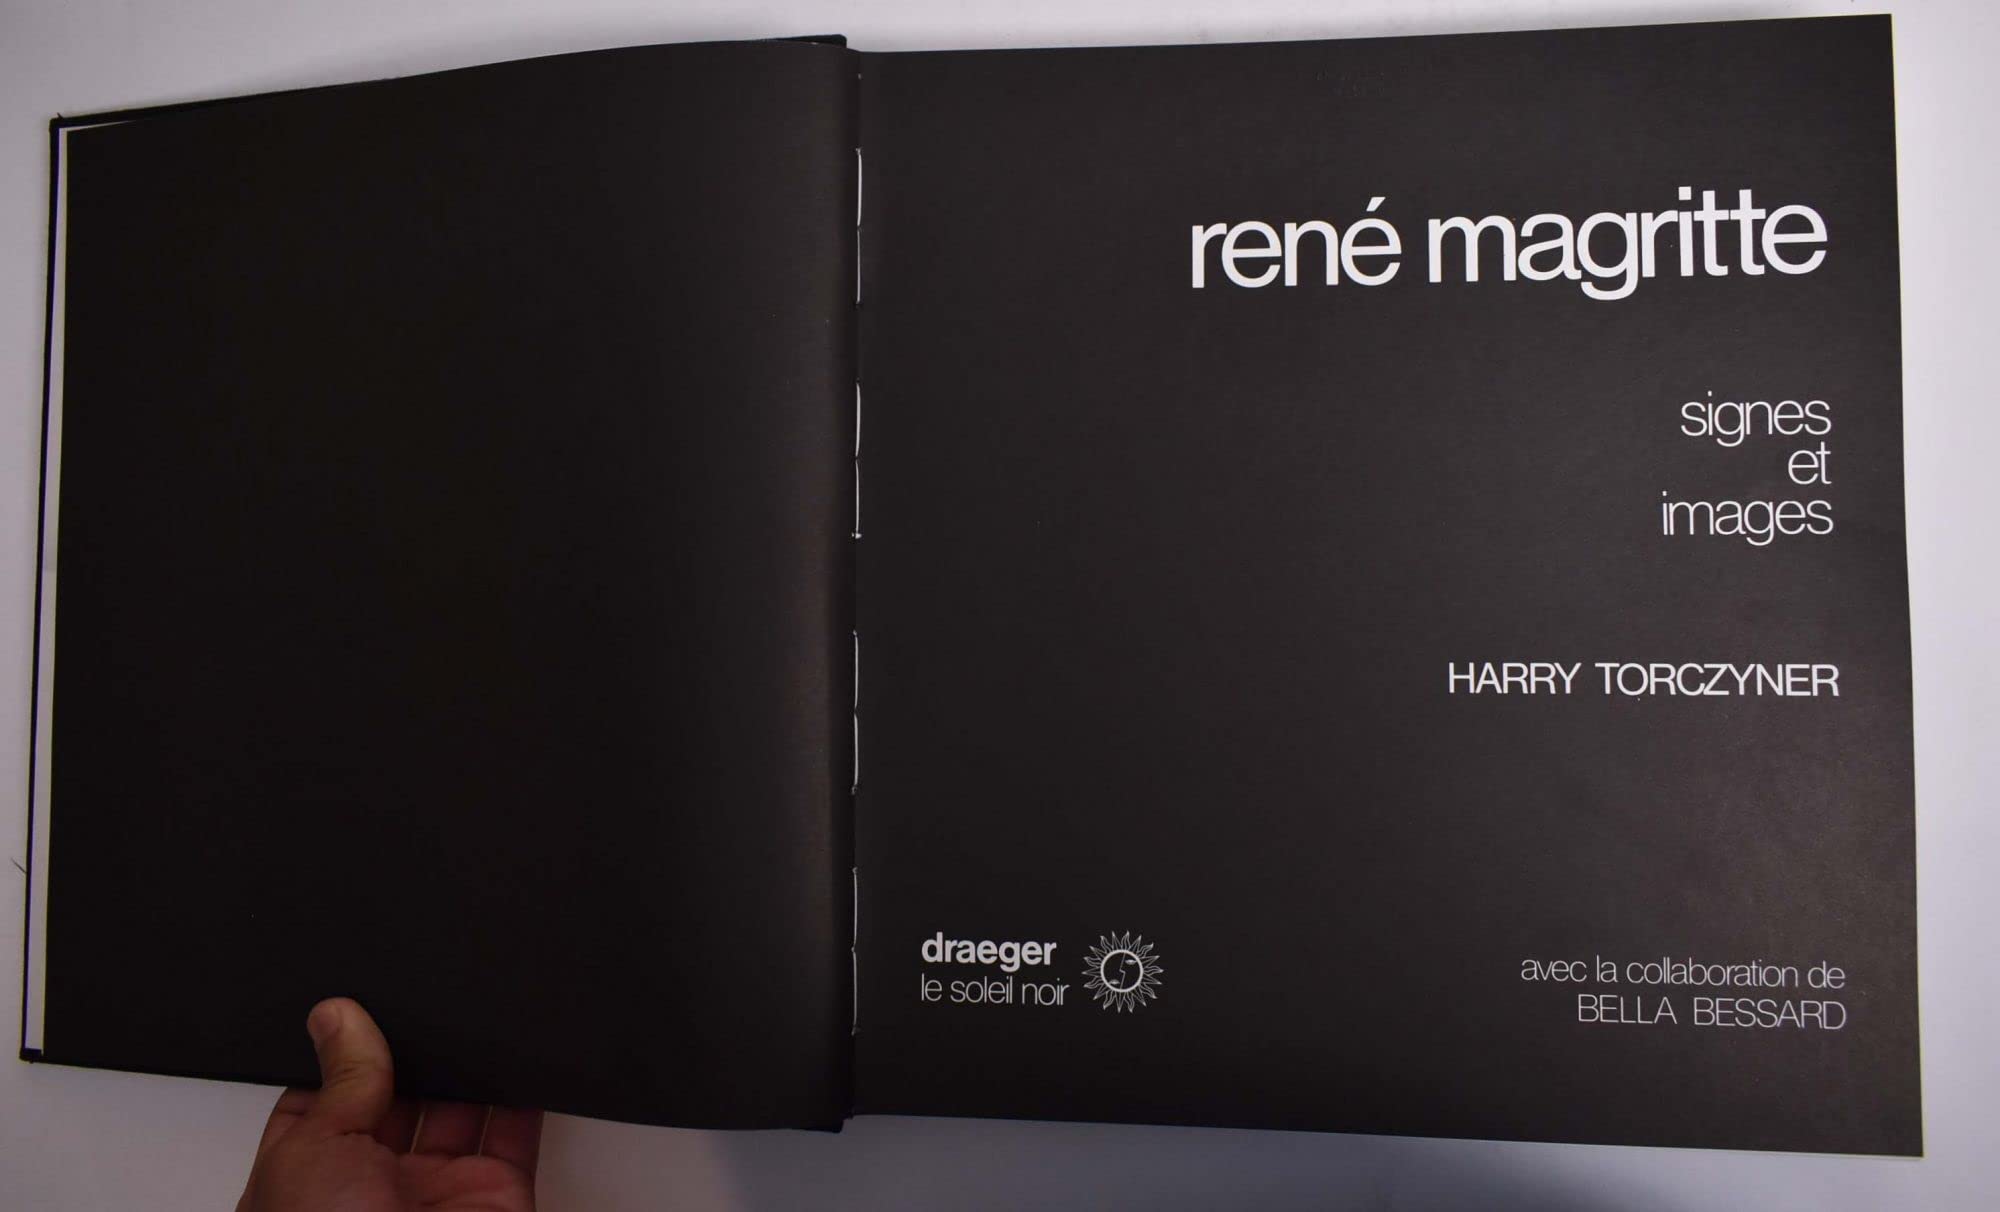 rené magritte
signes
et
images
HARRY TORCZYNER
draeger
le soleil noir
avec la collaboration de
BELLA BESSARD